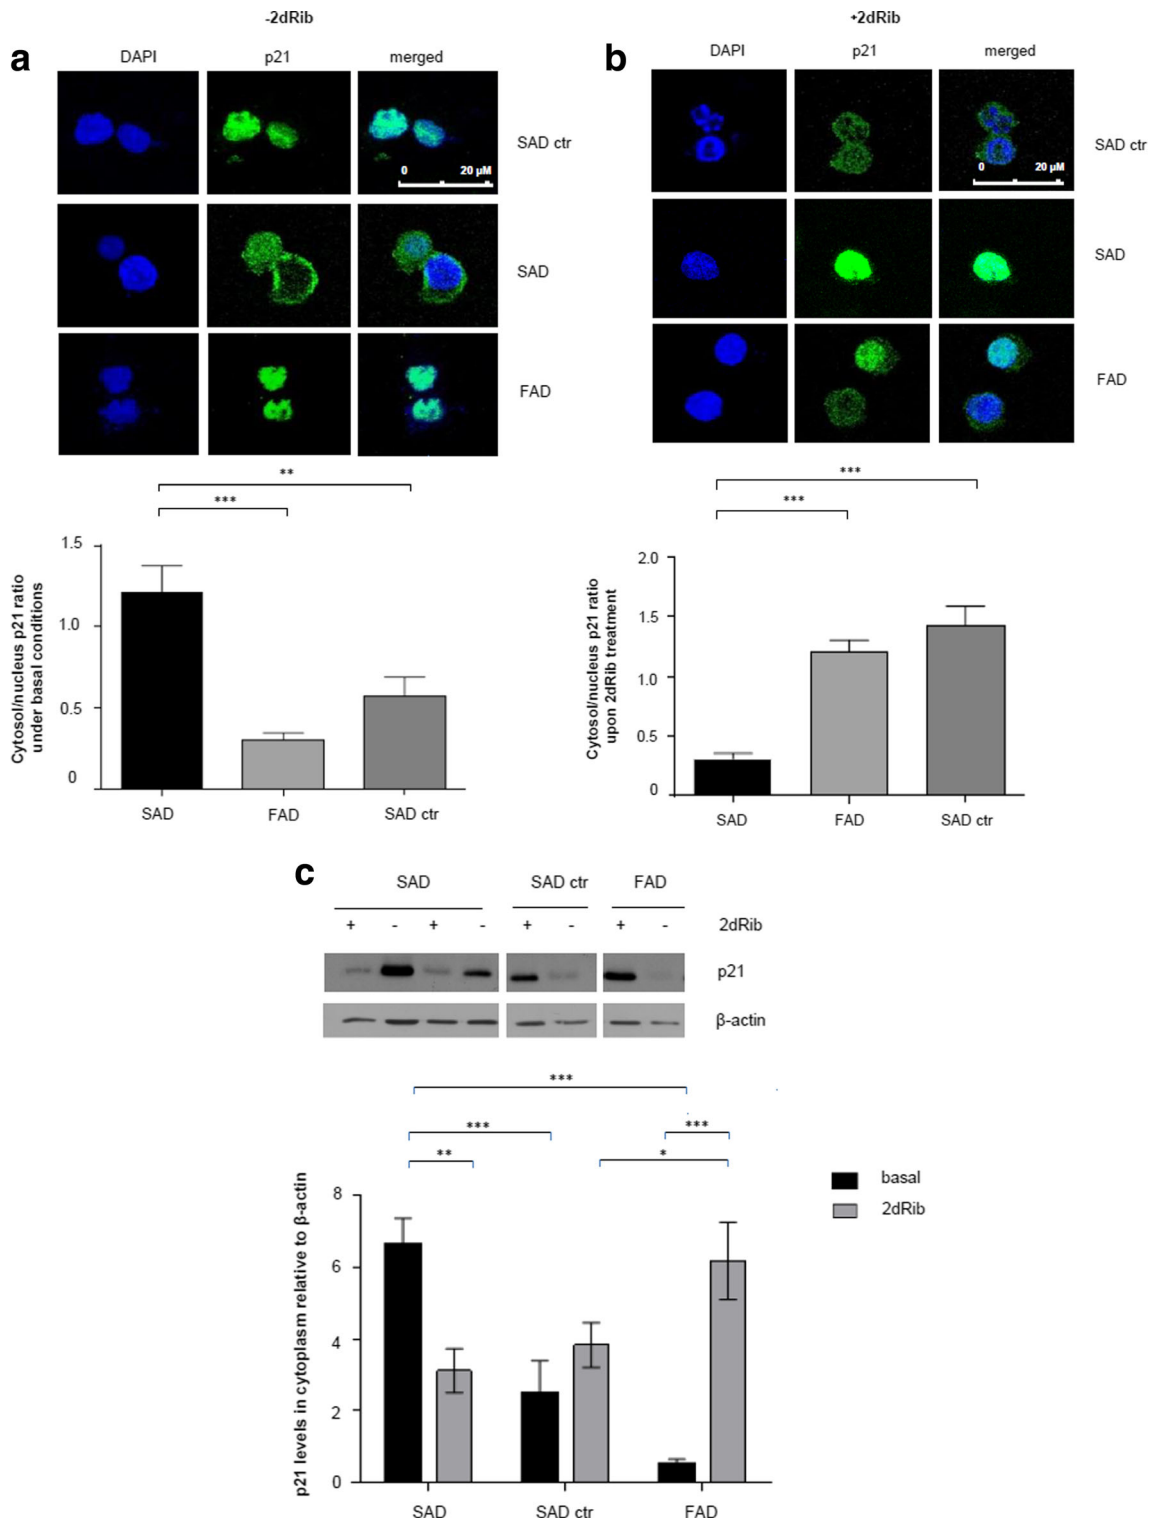 -2dRib
+2dRib
a
DAPI
p21
merged
SAD ctr
0 20 µM
SAD
FAD
b
DAPI
p21
merged
SAD ctr
0 20 µM
SAD
FAD
**
***
Cytosol/nucleus p21 ratio
under basal conditions
1.5
1.0
0.5
0
SAD
FAD
SAD ctr
***
***
Cytosol/nucleus p21 ratio
upon 2dRib treatment
2.0
1.5
1.0
0.5
0
SAD
FAD
SAD ctr
c
SAD
SAD ctr
FAD
+ - + - + - + -
2dRib
p21
β-actin
***
***
***
**
*
basal
2dRib
p21 levels in cytoplasm relative to β-actin
8
6
4
2
0
SAD
SAD ctr
FAD